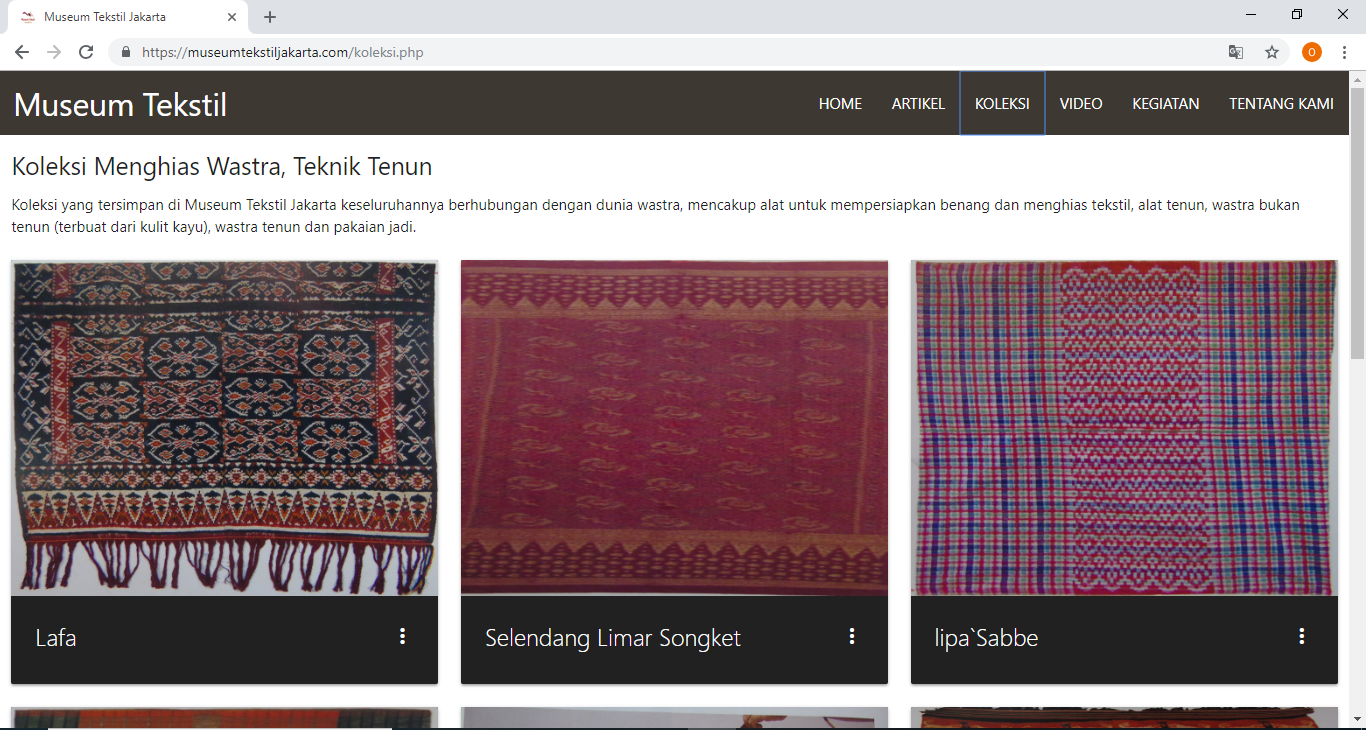 Museum Tekstil Jakarta
https://museumtekstiljakarta.com/koleksi.php
O
Museum Tekstil
HOME
ARTIKEL
KOLEKSI
VIDEO
KEGIATAN
TENTANG KAMI
Koleksi Menghias Wastra, Teknik Tenun
Koleksi yang tersimpan di Museum Tekstil Jakarta keseluruhannya berhubungan dengan dunia wastra, mencakup alat untuk mempersiapkan benang dan menghias tekstil, alat tenun, wastra bukan
tenun (terbuat dari kulit kayu), wastra tenun dan pakaian jadi.
Lafa
Selendang Limar Songket
lipa`Sabbe